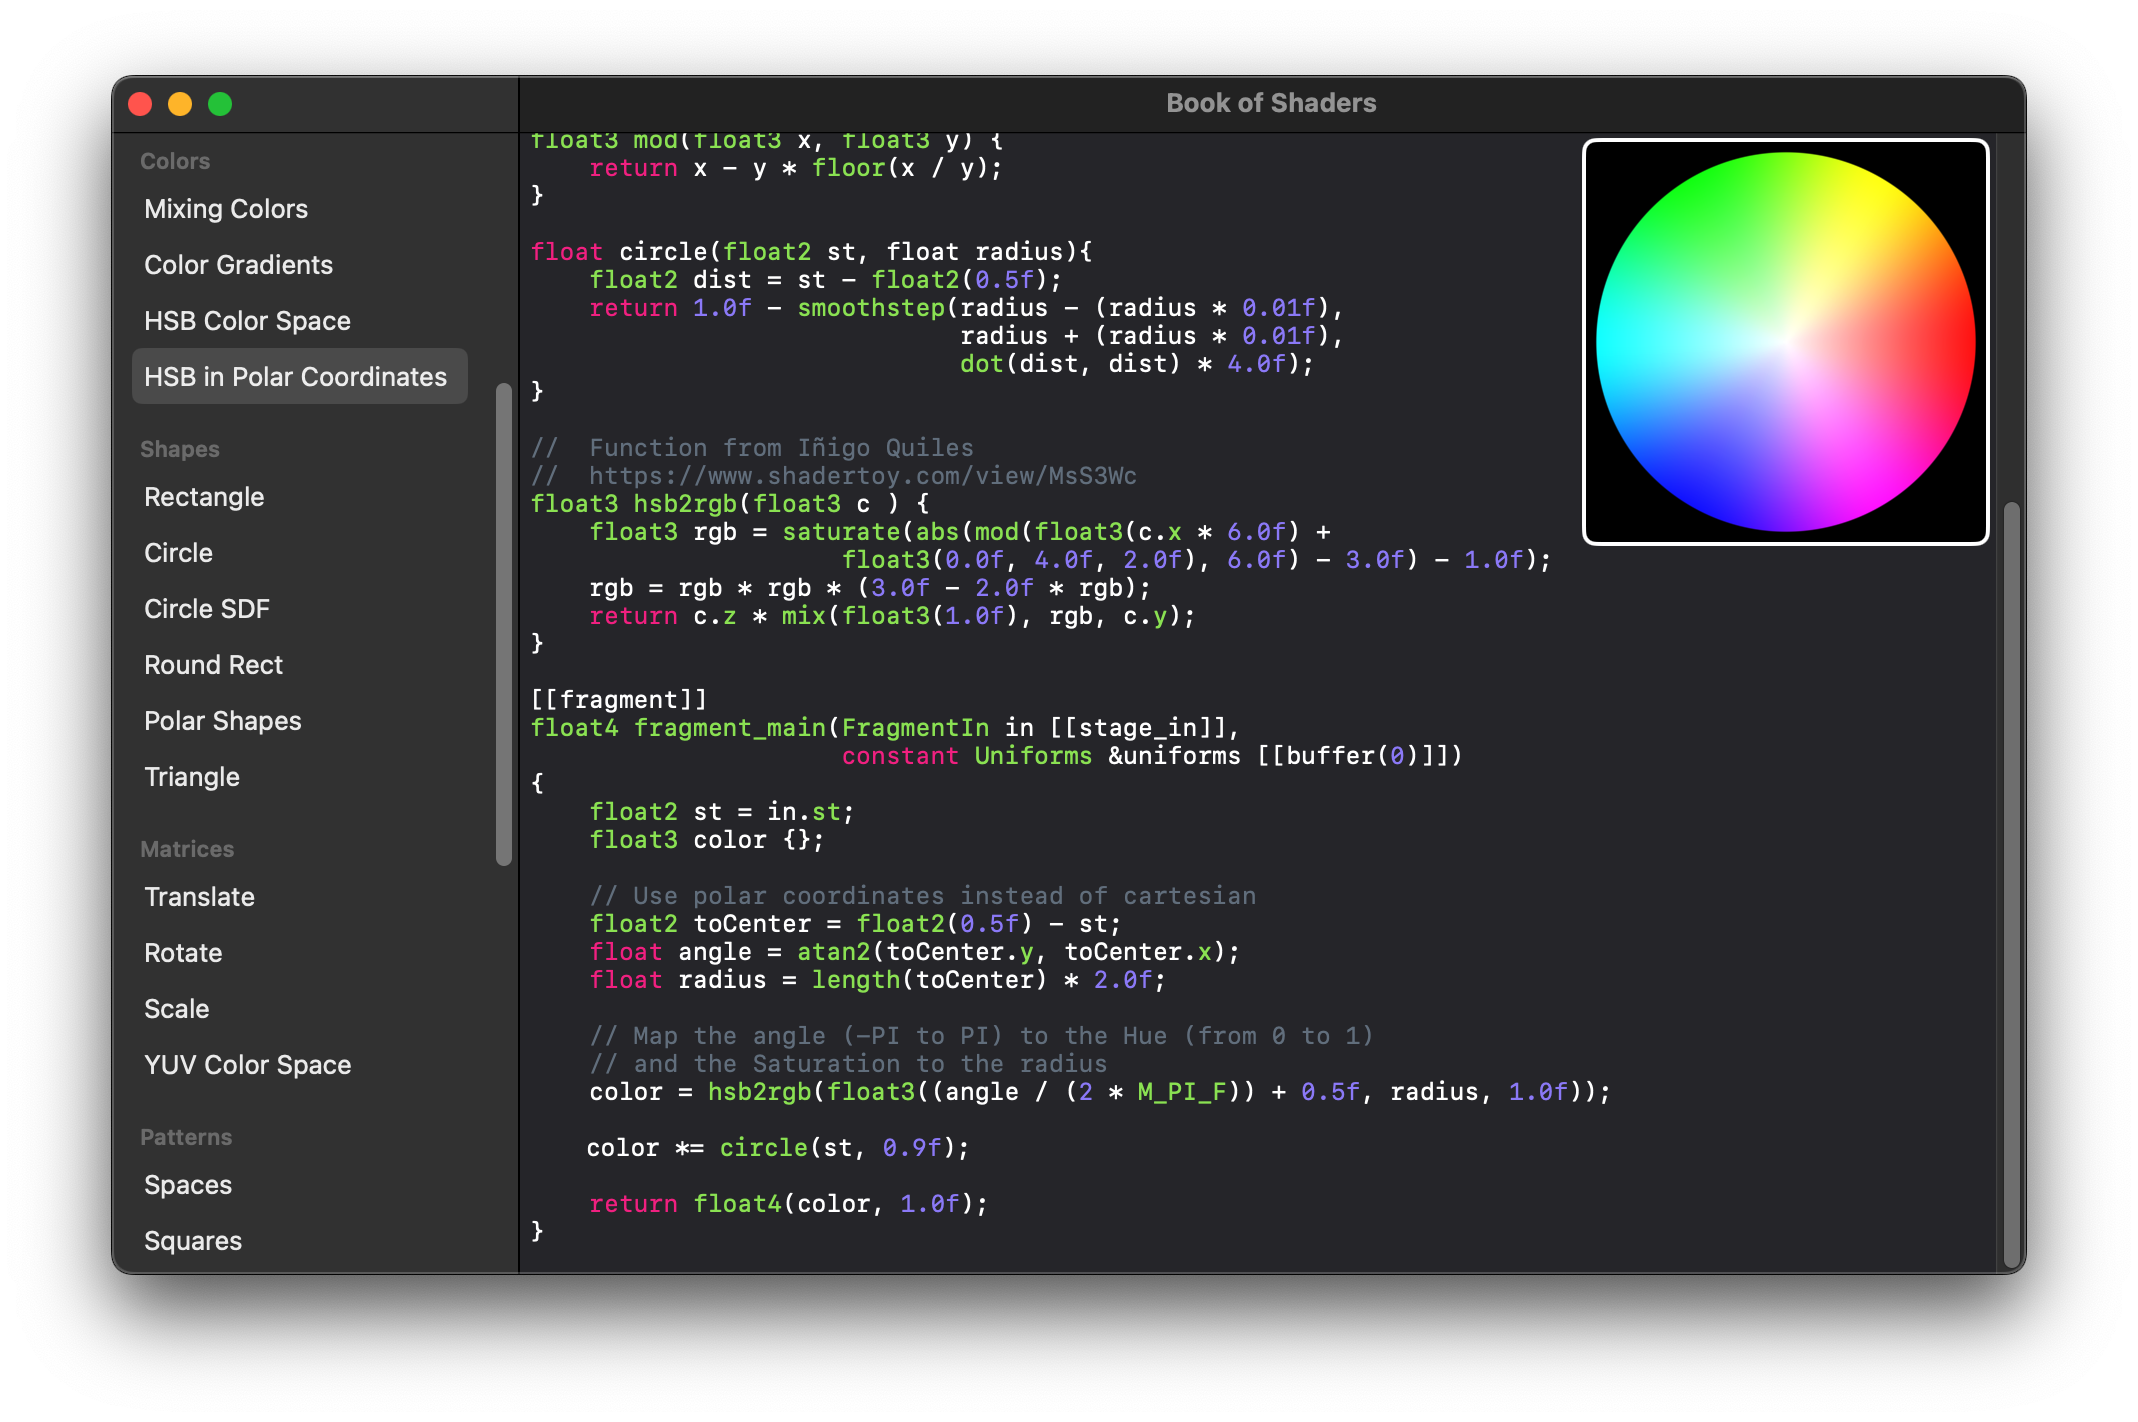 Book of Shaders
Colors
Mixing Colors
Color Gradients
HSB Color Space
HSB in Polar Coordinates
Shapes
Rectangle
Circle
Circle SDF
Round Rect
Polar Shapes
Triangle
Matrices
Translate
Rotate
Scale
YUV Color Space
Patterns
Spaces
Squares
float3 mod(float3 x, float3 y) {
    return x - y * floor(x / y);
}
float circle(float2 st, float radius){
    float2 dist = st - float2(0.5f);
    return 1.0f - smoothstep(radius - (radius * 0.01f),
                             radius + (radius * 0.01f),
                             dot(dist, dist) * 4.0f);
}
//  Function from Iñigo Quiles
//  https://www.shadertoy.com/view/MsS3Wc
float3 hsb2rgb(float3 c ) {
    float3 rgb = saturate(abs(mod(float3(c.x * 6.0f) +
                     float3(0.0f, 4.0f, 2.0f), 6.0f) - 3.0f) - 1.0f);
    rgb = rgb * rgb * (3.0f - 2.0f * rgb);
    return c.z * mix(float3(1.0f), rgb, c.y);
}
[[fragment]]
float4 fragment_main(FragmentIn in [[stage_in]],
                     constant Uniforms &uniforms [[buffer(0)]])
{
    float2 st = in.st;
    float3 color {};
    // Use polar coordinates instead of cartesian
    float2 toCenter = float2(0.5f) - st;
    float angle = atan2(toCenter.y, toCenter.x);
    float radius = length(toCenter) * 2.0f;
    // Map the angle (-PI to PI) to the Hue (from 0 to 1)
    // and the Saturation to the radius
    color = hsb2rgb(float3((angle / (2 * M_PI_F)) + 0.5f, radius, 1.0f));
    color *= circle(st, 0.9f);
    return float4(color, 1.0f);
}